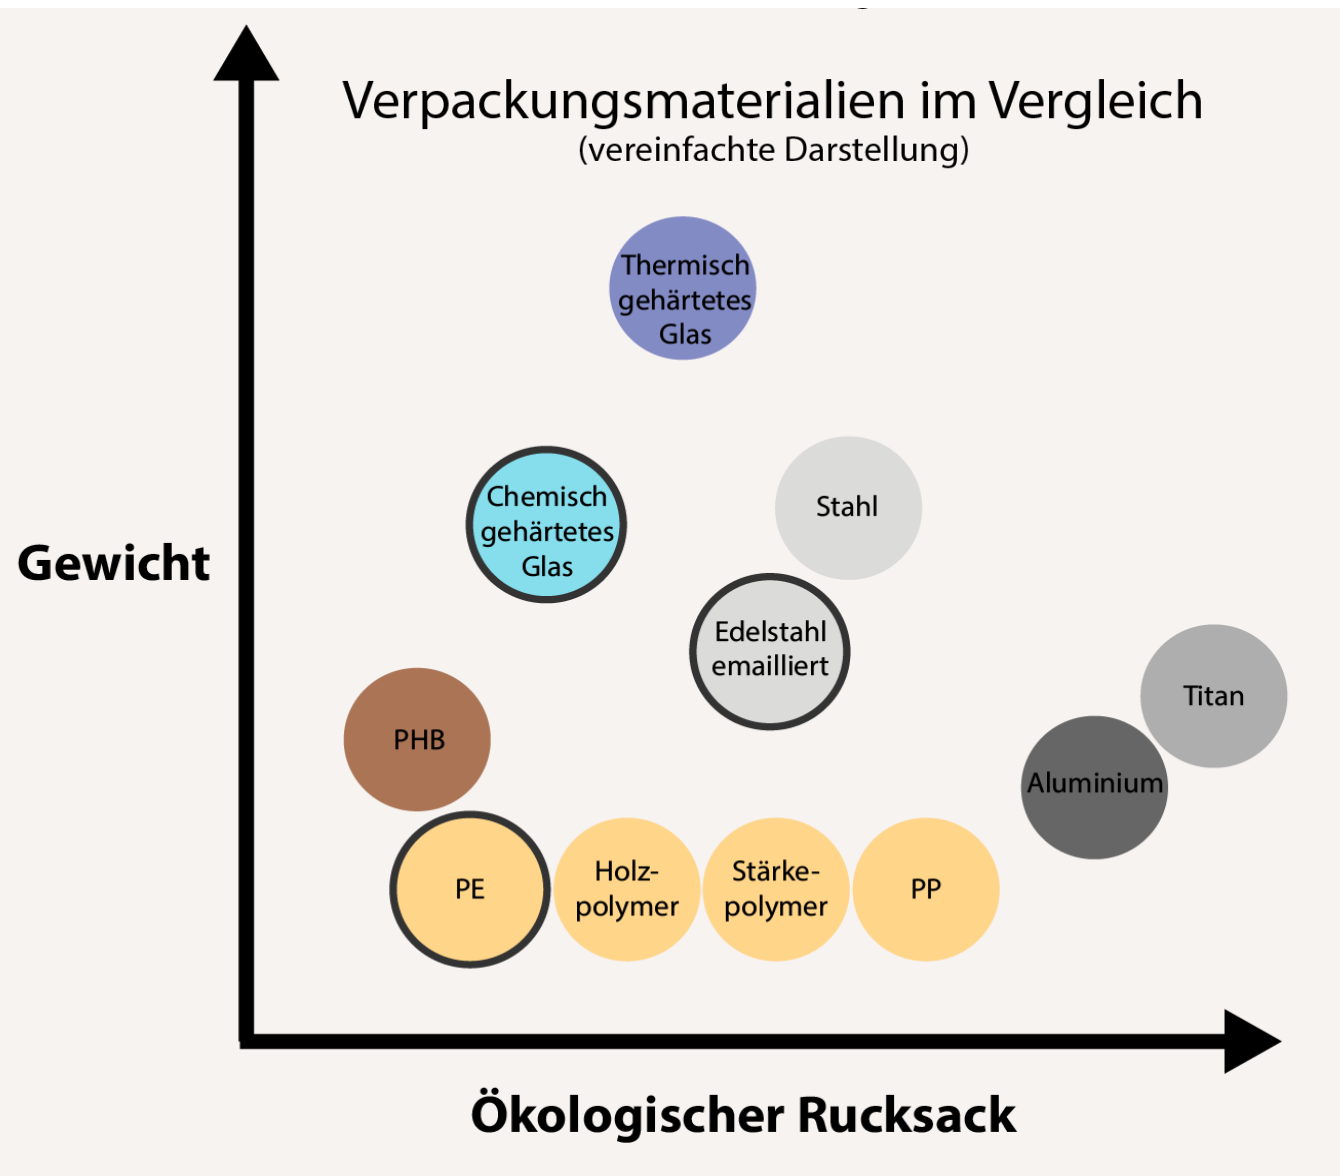 Verpackungsmaterialien im Vergleich
(vereinfachte Darstellung)
Thermisch
gehärtetes
Glas
Chemisch
gehärtetes
Glas
Stahl
Gewicht
Edelstahl
emailliert
Titan
PHB
Aluminium
PE
Holz-
polymer
Stärke-
polymer
PP
Ökologischer Rucksack